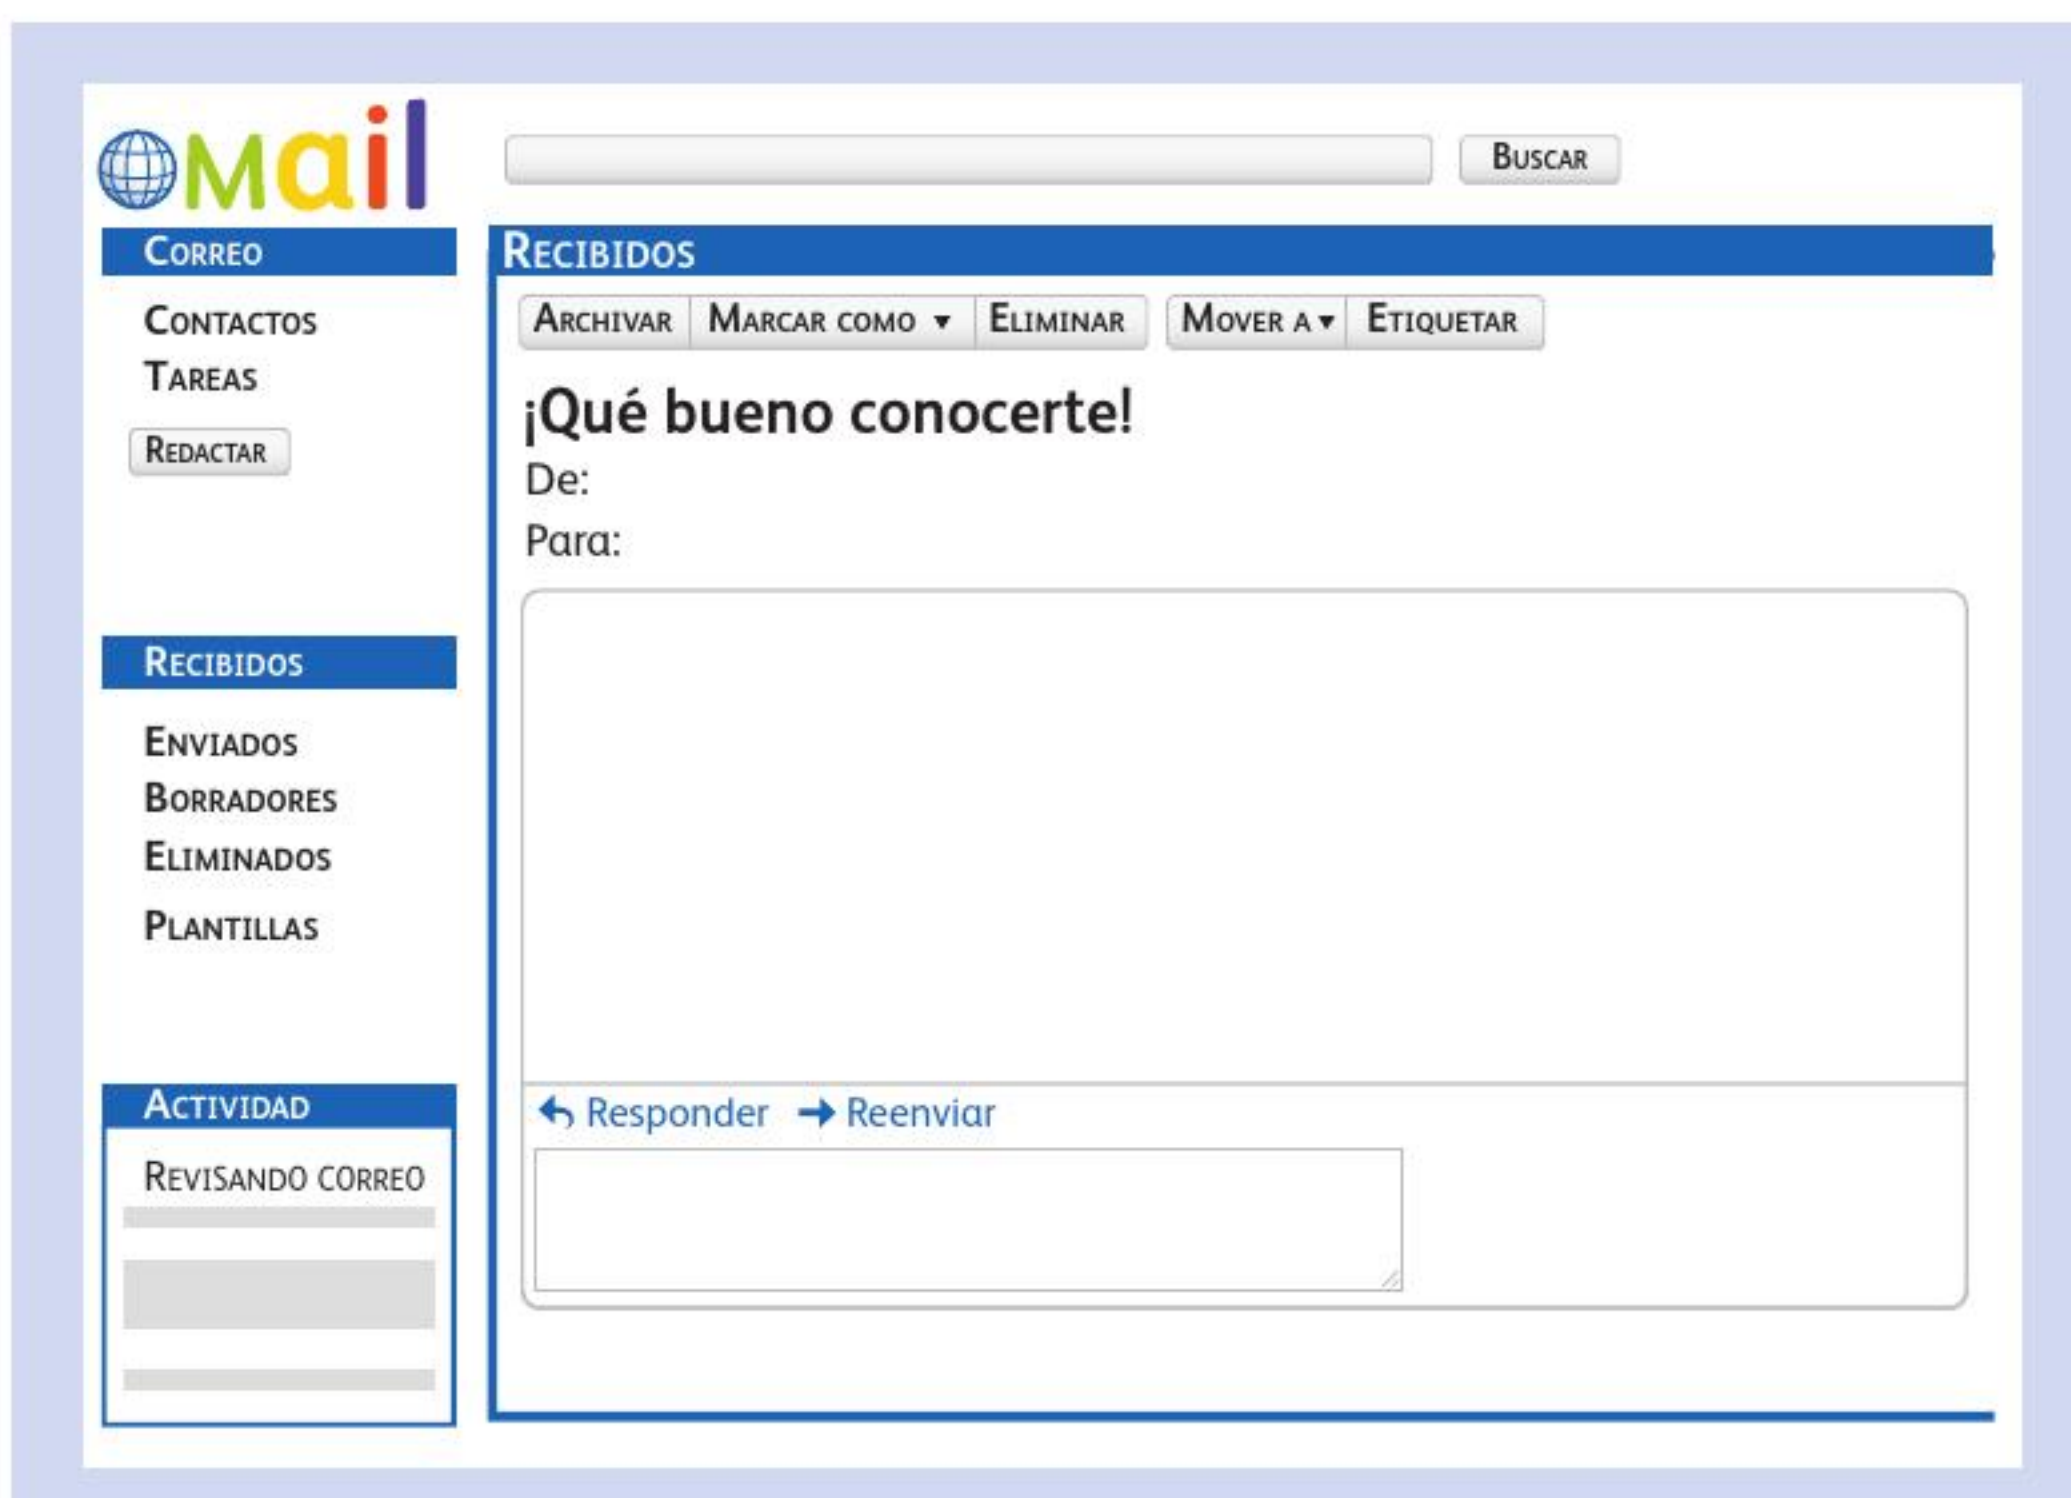 Mail
BUSCAR
CORREO
CONTACTOS
TAREAS
REDACTAR
RECIBIDOS
ENVIADOS
BORRADORES
ELIMINADOS
PLANTILLAS
ACTIVIDAD
REVISANDO CORREO
RECIBIDOS
ARCHIVAR MARCAR COMO ▼ ELIMINAR MOVER A ▼ ETIQUETAR
¡Qué bueno conocerte!
De:
Para:
Responder Reenviar